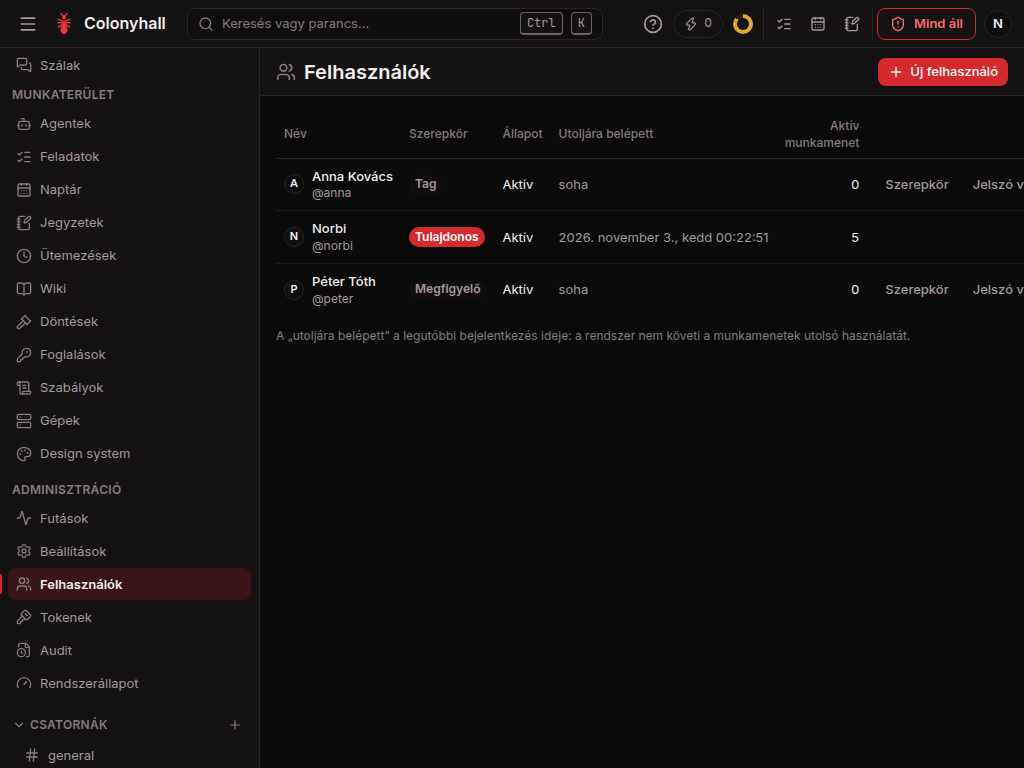 Colonyhall
Keresés vagy parancs...
Ctrl
K
0
Mind áll
N
Szálak
MUNKATERÜLET
Agentek
Feladatok
Naptár
Jegyzetek
Ütemezések
Wiki
Döntések
Foglalások
Szabályok
Gépek
Design system
ADMINISZTRÁCIÓ
Futások
Beállítások
Felhasználók
Tokenek
Audit
Rendszerállapot
CSATORNÁK
general
Felhasználók
Új felhasználó
Név Szerepkör Állapot Utoljára belépett Aktív
munkamenet
A Anna Kovács Tag Aktív soha 0 Szerepkör Jelszó v
@anna
N Norbi Tulajdonos Aktív 2026. november 3., kedd 00:22:51 5
@norbi
P Péter Tóth Megfigyelő Aktív soha 0 Szerepkör Jelszó v
@peter
A „utoljára belépett” a legutóbbi bejelentkezés ideje: a rendszer nem követi a munkamenetek utolsó használatát.